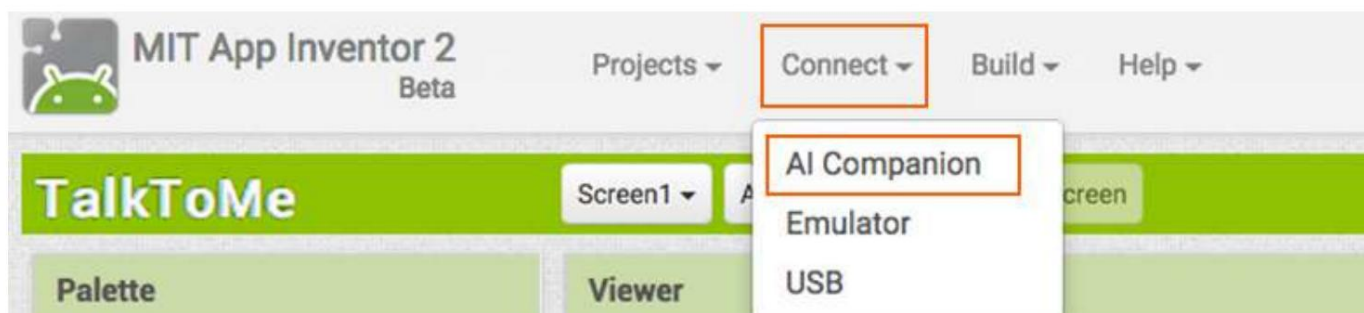 MIT App Inventor 2
Beta
Projects
Connect
Build
Help
AI Companion
Emulator
USB
TalkToMe
Screen1
A
creen
Palette
Viewer